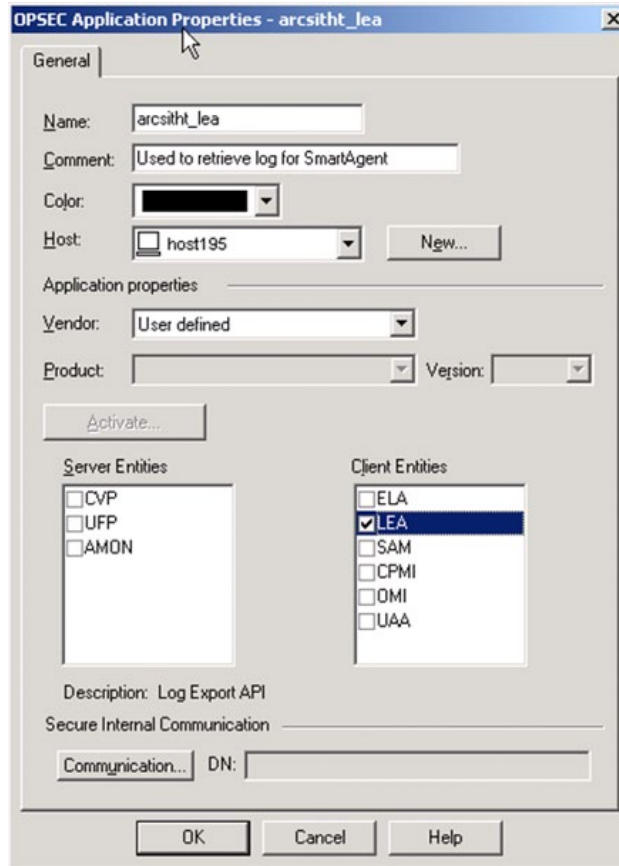 OPSEC Application Properties - arcsitht_lea
General
Name: arcsitht_lea
Comment: Used to retrieve log for SmartAgent
Color:
Host: host195 New...
Application properties
Vendor: User defined
Product: Version:
Activate...
Server Entities
CVP
UFP
AMON
Client Entities
ELA
LEA
SAM
CPMI
OMI
UAA
Description: Log Export API
Secure Internal Communication
Communication... DN:
OK Cancel Help